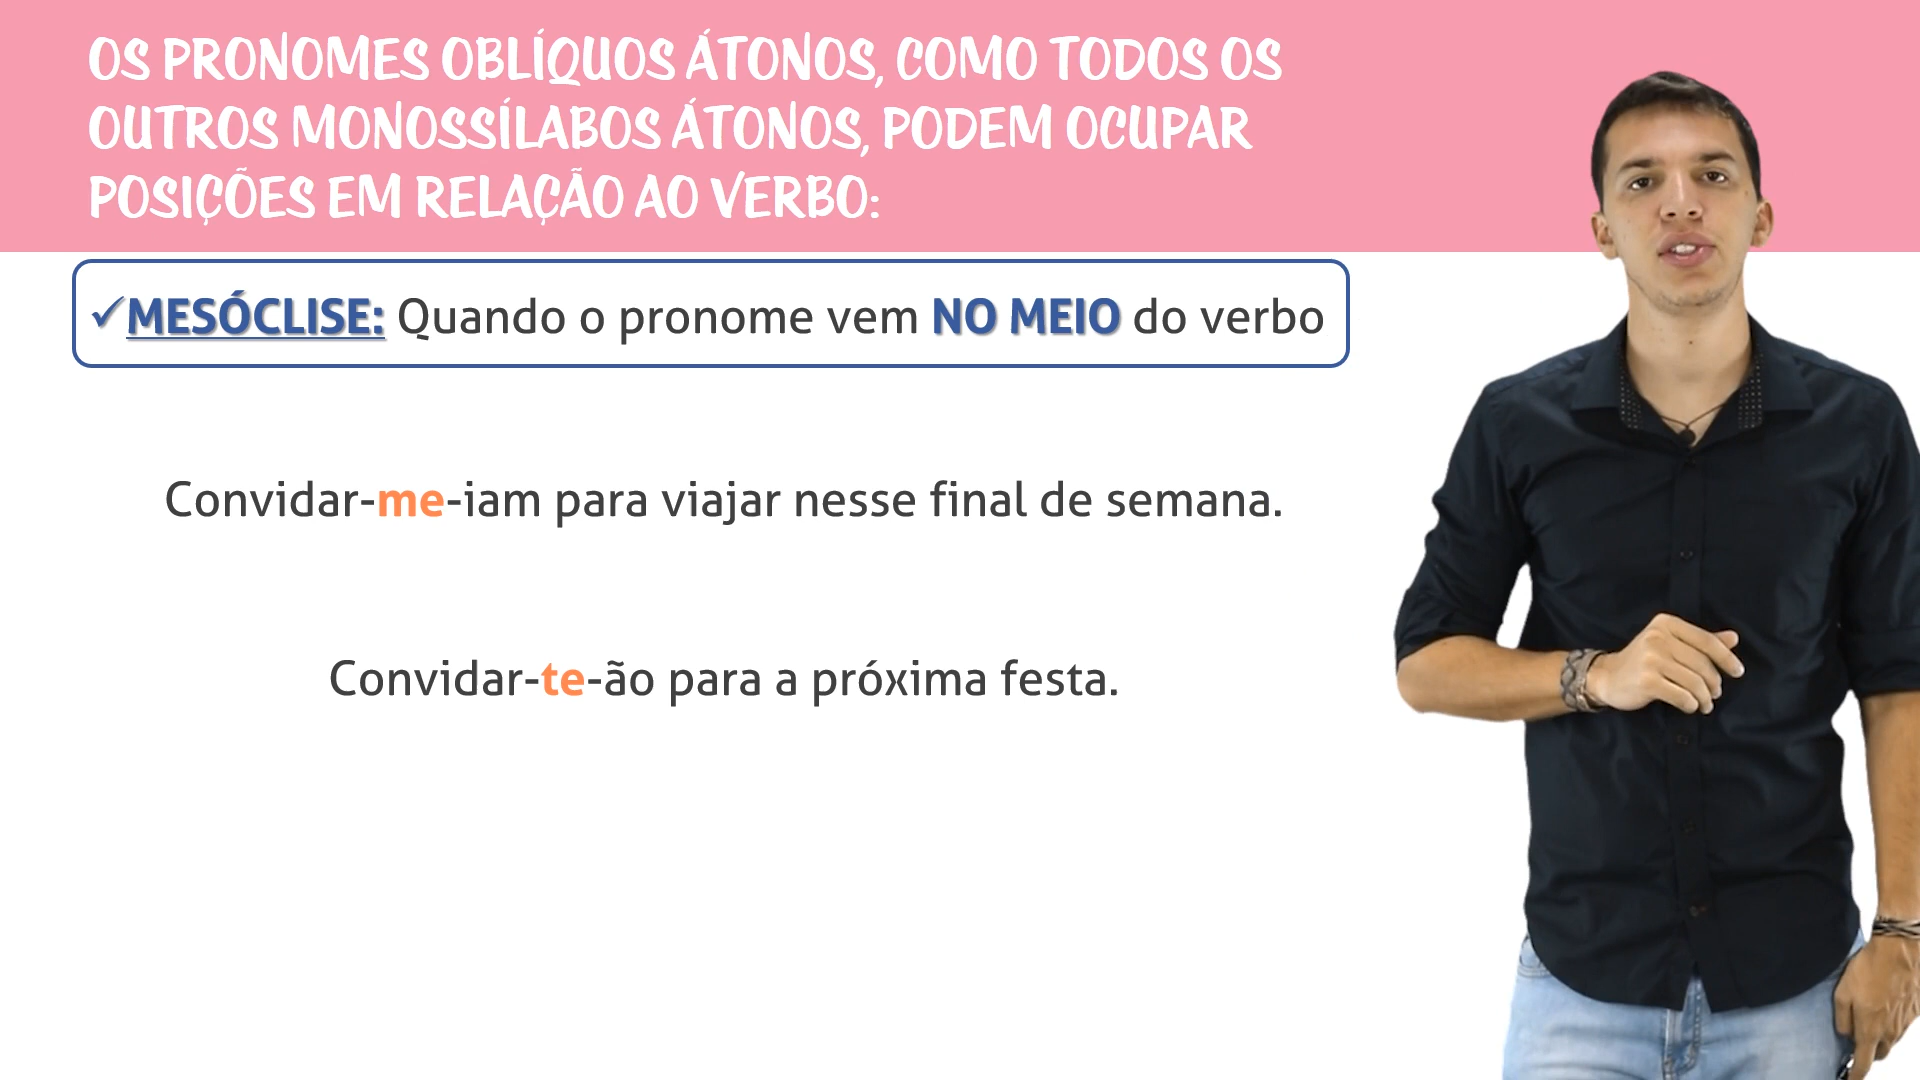 OS PRONOMES OBLÍQUOS ÁTONOS, COMO TODOS OS
OUTROS MONOSSÍLABOS ÁTONOS, PODEM OCUPAR
POSIÇÕES EM RELAÇÃO AO VERBO:
✓MESÓCLISE: Quando o pronome vem NO MEIO do verbo
Convidar-me-iam para viajar nesse final de semana.
Convidar-te-ão para a próxima festa.